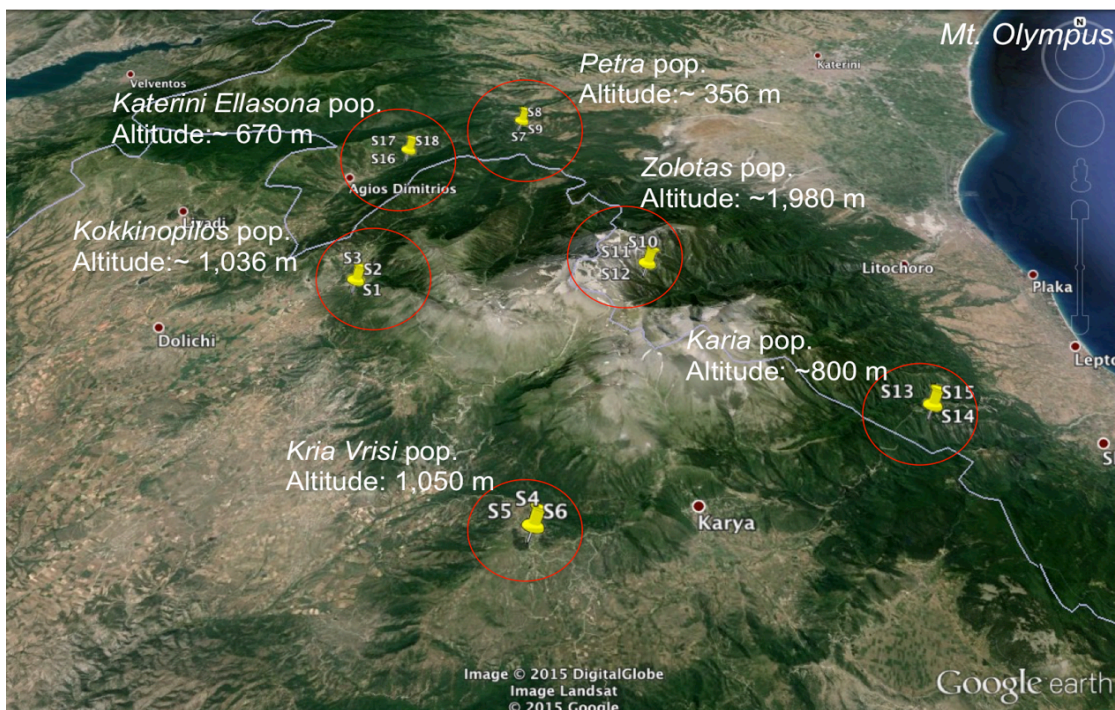 Mt. Olympus
Petra pop.
Altitude:~ 356 m
Katerini
Velventos
Katerini Ellasona pop.
Altitude:~ 670 m
S8
S9
S7
S17
S18
S16
Agios Dimitrios
Zolotas pop.
Altitude: ~1,980 m
Livadi
Kokkinopilos pop.
Altitude:~ 1,036 m
S3
S2
S1
S10
S11
S12
Litochoro
Plaka
Dolichi
Karia pop.
Altitude: ~800 m
Lepto
S13
S15
S14
Kria Vrisi pop.
Altitude: 1,050 m
S4
S5
S6
Karya
Image © 2015 DigitalGlobe
Image Landsat
© 2015 Google
Google earth
N